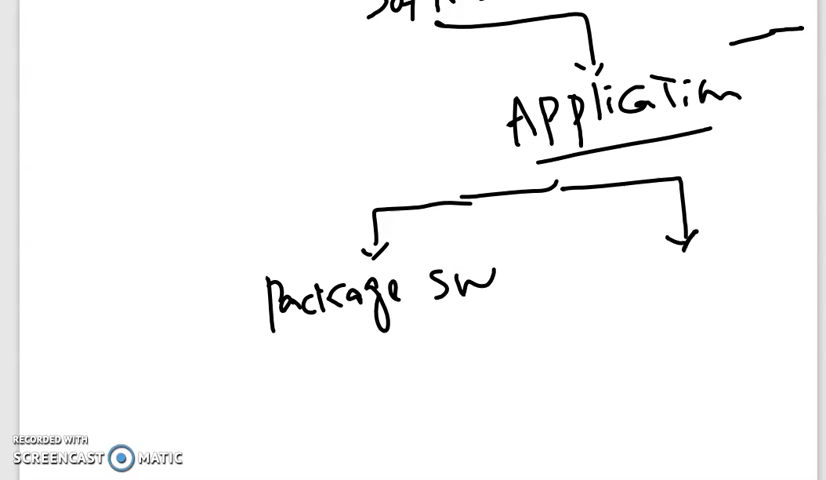 Application
Package SW
RECORDED WITH
SCREENCAST MATIC